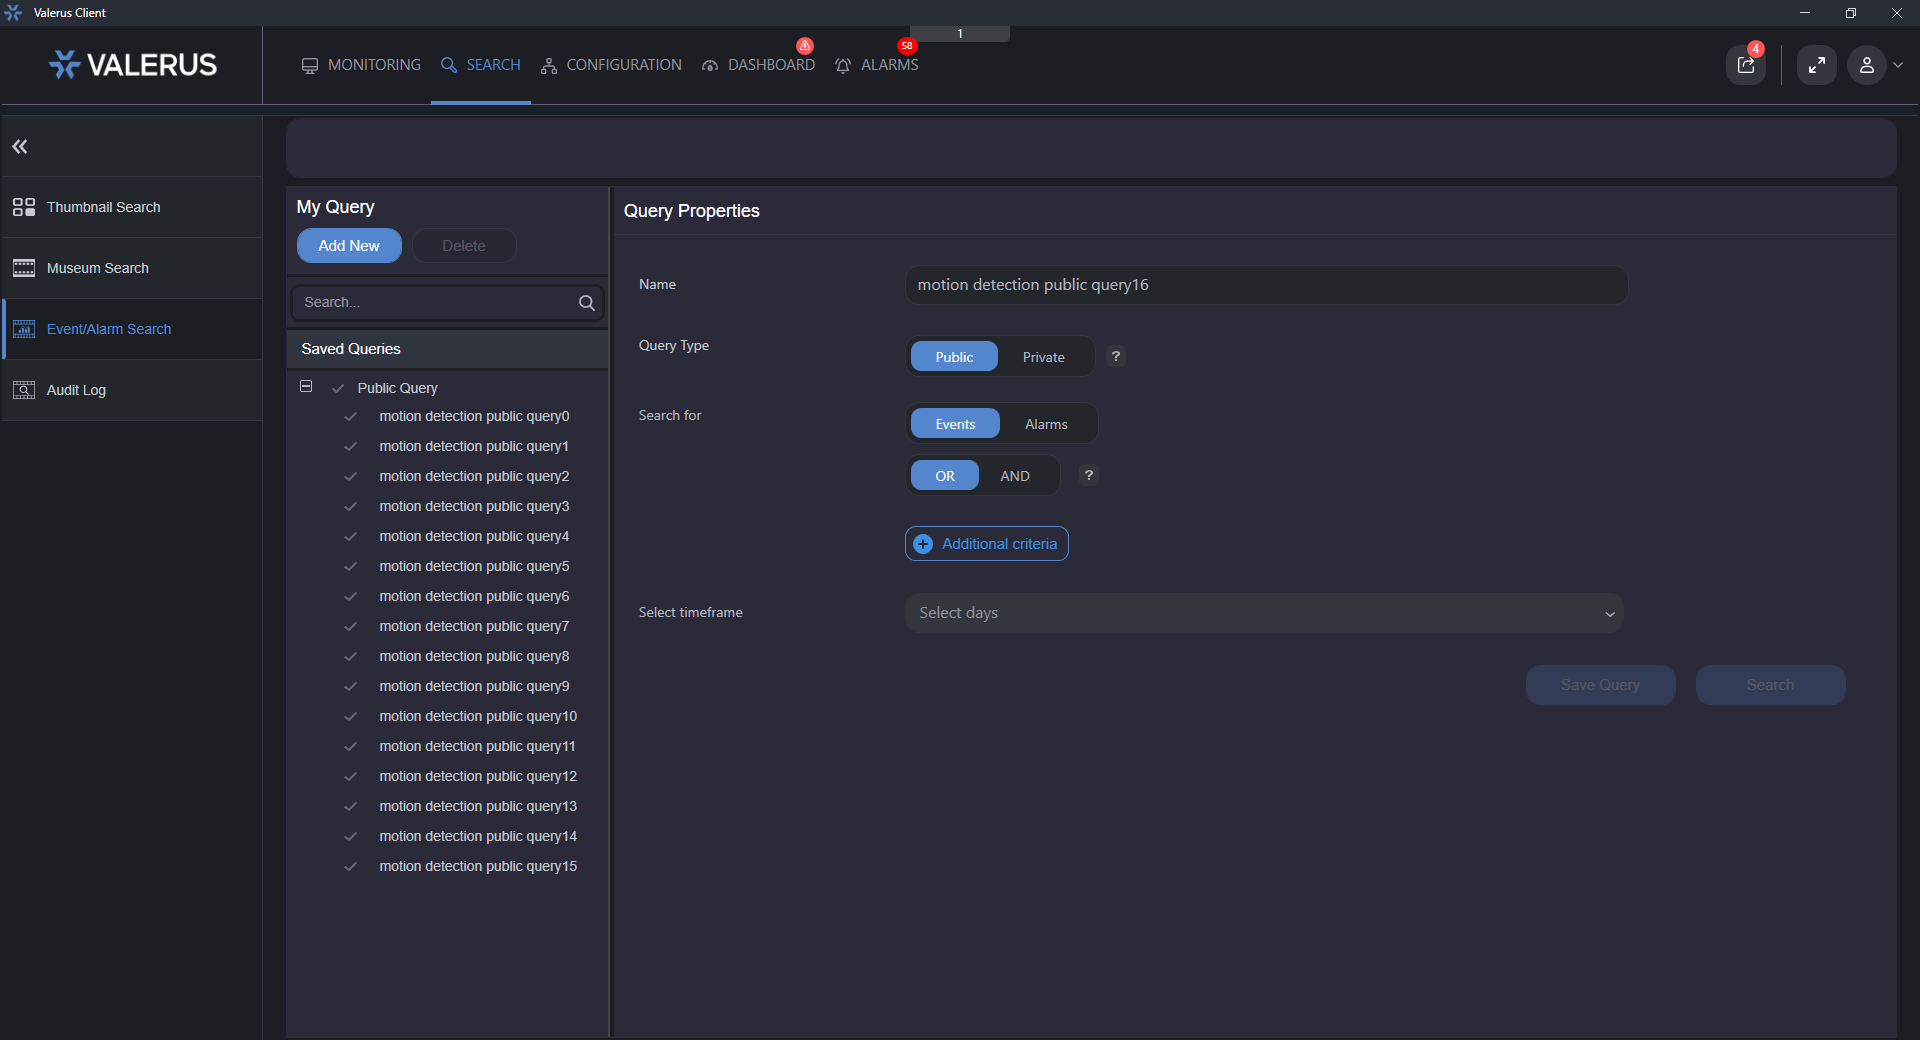 Valerus Client
1
VALERUS
MONITORING
SEARCH
CONFIGURATION
DASHBOARD
58
ALARMS
4
Thumbnail Search
Museum Search
Event/Alarm Search
Audit Log
My Query
Add New
Delete
Search...
Saved Queries
Public Query
motion detection public query0
motion detection public query1
motion detection public query2
motion detection public query3
motion detection public query4
motion detection public query5
motion detection public query6
motion detection public query7
motion detection public query8
motion detection public query9
motion detection public query10
motion detection public query11
motion detection public query12
motion detection public query13
motion detection public query14
motion detection public query15
Query Properties
Name
motion detection public query16
Query Type
Public
Private
?
Search for
Events
Alarms
OR
AND
?
Additional criteria
Select timeframe
Select days
Save Query
Search